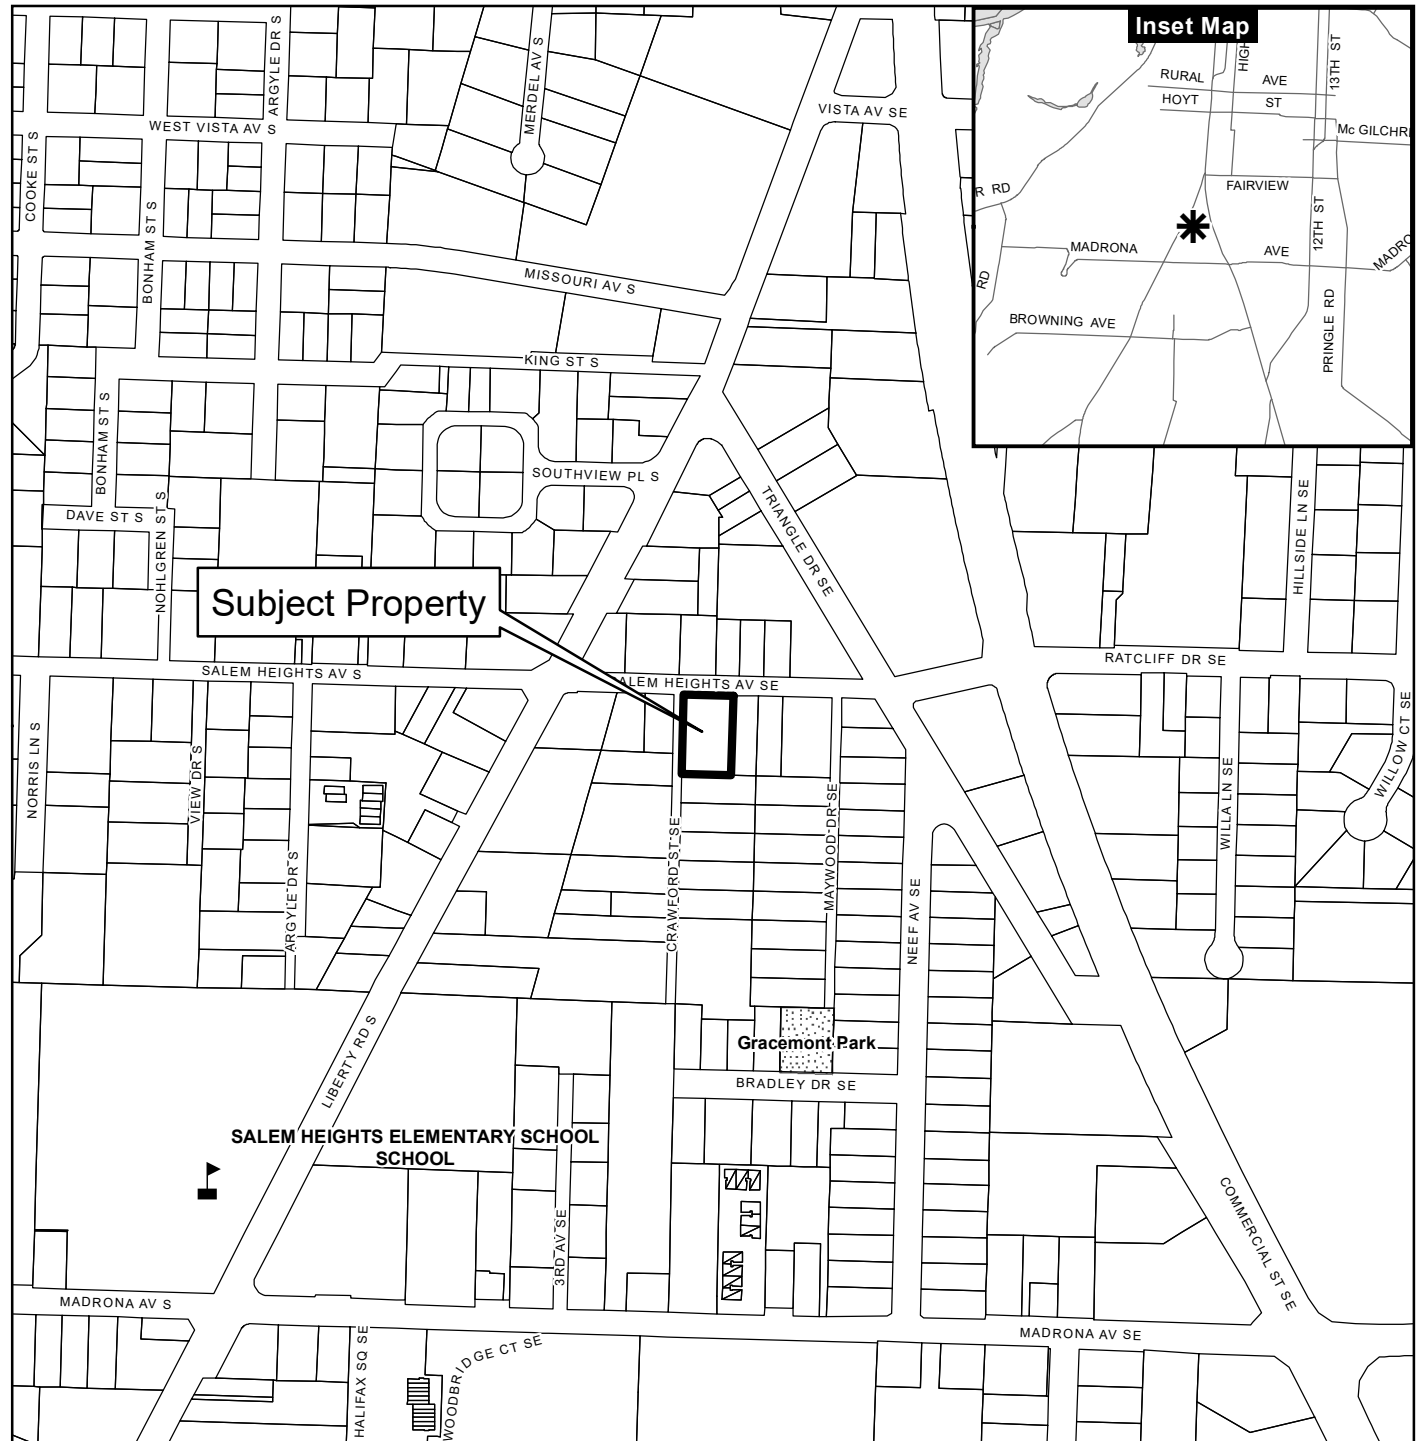 Inset Map
RURAL AVE
HOYT ST
HIGH
13TH ST
Mc GILCHRI
R RD
FAIRVIEW
12TH ST
MADRONA AVE
MADRO
RD
BROWNING AVE
PRINGLE RD
ARGYLE DR S
MERDEL AV S
VISTA AV SE
WEST VISTA AV S
COOKE ST S
BONHAM ST S
MISSOURI AV S
KING ST S
BONHAM ST S
SOUTHVIEW PL S
TRIANGLE DR SE
DAVE ST S
NOHLGREN ST S
HILLSIDE LN SE
Subject Property
SALEM HEIGHTS AV S
ALEM HEIGHTS AV SE
RATCLIFF DR SE
NORRIS LN S
VIEW DR S
ARGYLE DR S
CRAWFORD ST SE
MAYWOOD DR SE
NEEF AV SE
WILLA LN SE
WILLOW CT SE
Gracemont Park
BRADLEY DR SE
LIBERTY RD S
SALEM HEIGHTS ELEMENTARY SCHOOL
SCHOOL
3RD AV SE
COMMERCIAL ST SE
MADRONA AV S
MADRONA AV SE
HALIFAX SQ SE
WOODBRIDGE CT SE